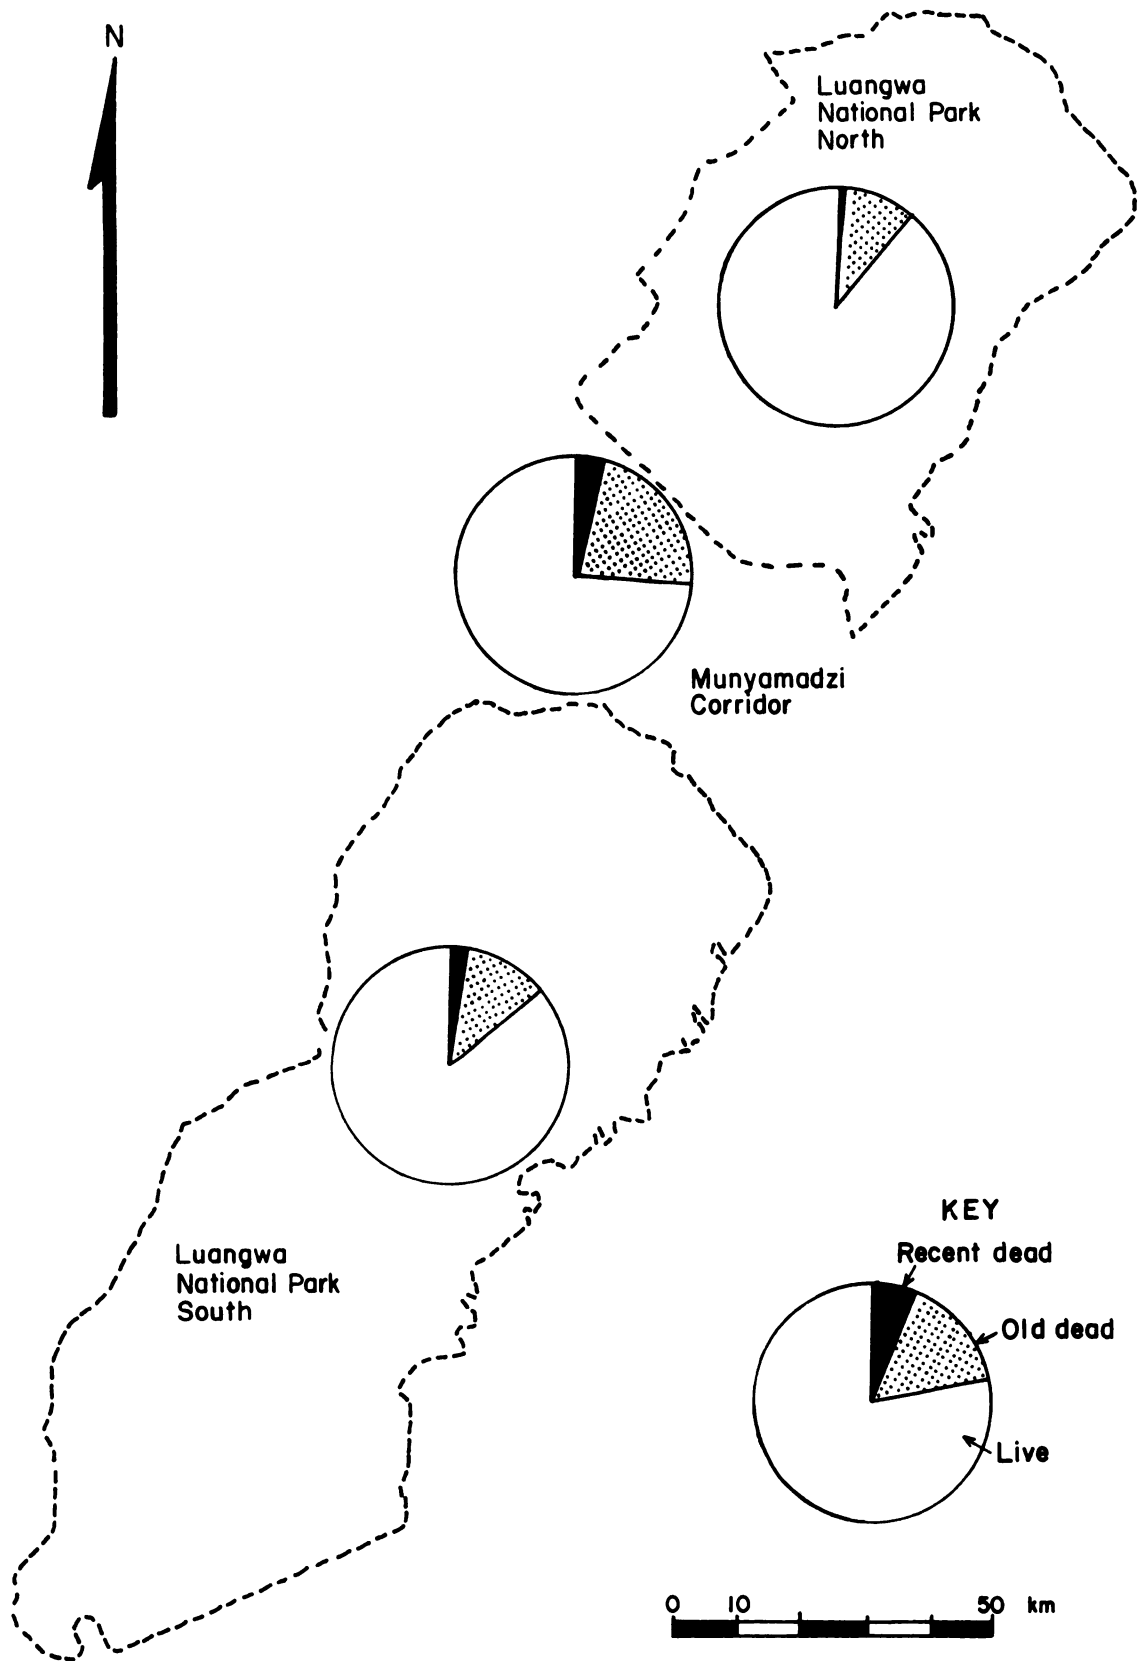 N
Luangwa
National Park
North
Munyamadzi
Corridor
Luangwa
National Park
South
KEY
Recent dead
Old dead
Live
0 10 50 km